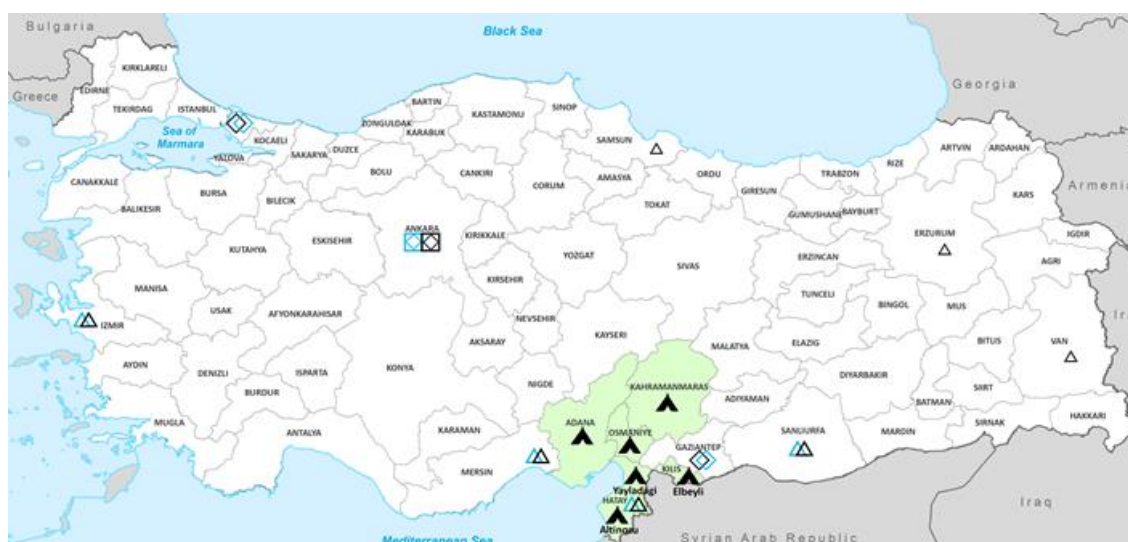 Bulgaria
Black Sea
Georgia
Greece
KIRKLARELI
EDIRNE
TEKIRDAG
ISTANBUL
Sea of
Marmara
KOCAELI
YALOVA
SAKARYA
DUZCE
ZONGULDAK
BARTIN
KARABUK
KASTAMONU
SINOP
SAMSUN
BOLU
CANKIRI
CORUM
AMASYA
ORDU
TOKAT
GIRESUN
TRABZON
RIZE
ARTVIN
ARDAHAN
GUMUSHANE
BAYBURT
KARS
Armenia
CANAKKALE
BALIKESIR
BURSA
BILECIK
ESKISEHIR
KUTAHYA
ANKARA
KIRIKKALE
YOZGAT
SIVAS
ERZINCAN
ERZURUM
IGDIR
AGRI
MANISA
USAK
AFYONKARAHISAR
KIRSEHIR
NEVSEHIR
AKSARAY
KAYSERI
TUNCELI
BINGOL
MUS
IZMIR
AYDIN
DENIZLI
ISPARTA
BURDUR
KONYA
NIGDE
MALATYA
ELAZIG
DIYARBAKIR
BITUS
VAN
MUGLA
ANTALYA
KARAMAN
MERSIN
ADANA
KAHRAMANMARAS
OSMANIYE
ADIYAMAN
GAZIANTEP
SANLIURFA
BATMAN
SIIRT
MARDIN
SIRNAK
HAKKARI
KILIS
Yayladagi
Elbeyli
HATAY
Altinozu
Iraq
Mediterranean Sea
Syrian Arab Republic